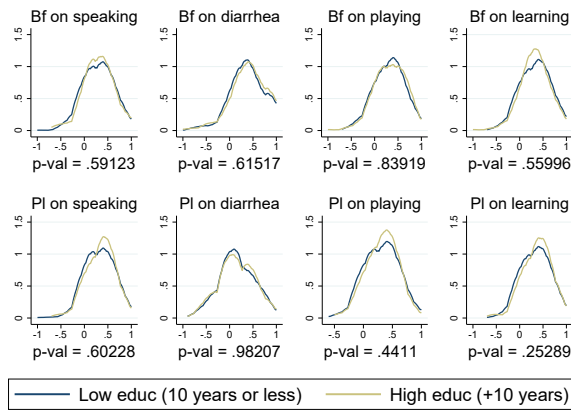 Bf on speaking Bf on diarrhea Bf on playing Bf on learning
1.5 1.5 1.5 1.5
1 1 1 1
.5 .5 .5 .5
0 0 0 0
-1 -.5 0 .5 1 -1 -.5 0 .5 1 -1 -.5 0 .5 1 -1 -.5 0 .5 1
p-val = .59123 p-val = .61517 p-val = .83919 p-val = .55996
Pl on speaking Pl on diarrhea Pl on playing Pl on learning
1.5 1.5 1.5 1.5
1 1 1 1
.5 .5 .5 .5
0 0 0 0
-1 -.5 0 .5 1 -1 -.5 0 .5 1 -.5 0 .5 1 -1 -.5 0 .5 1
p-val = .60228 p-val = .98207 p-val = .4411 p-val = .25289
Low educ (10 years or less) High educ (+10 years)